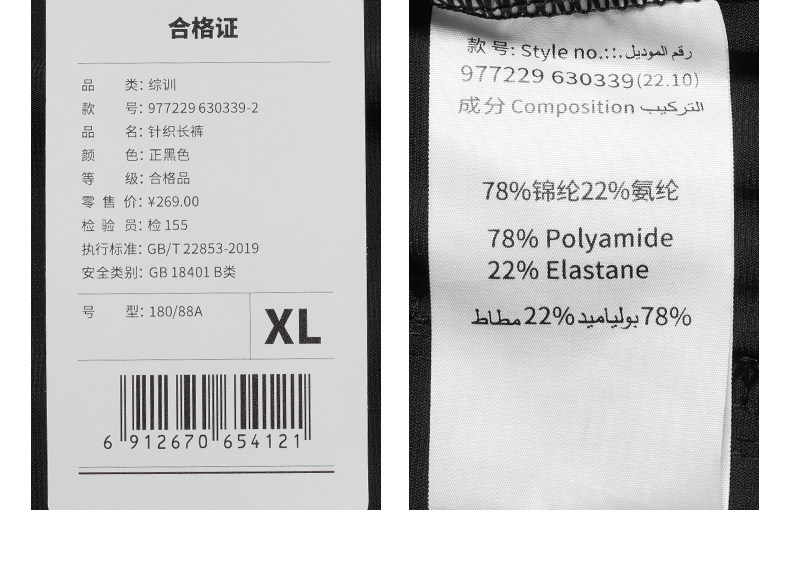 合格证
品 类: 综训
款 号: 977229 630339-2
品 名: 针织长裤
颜 色: 正黑色
等 级: 合格品
零 售 价: ¥269.00
检 验 员: 检 155
执行标准: GB/T 22853-2019
安全类别: GB 18401 B类
号 型: 180/88A
XL
6 912670 654121
款 号: Style no.::. رقم الموديل
977229 630339(22.10)
成分 Composition التركيب
78%锦纶22%氨纶
78% Polyamide
22% Elastane
78%بولياميد22%مطاط